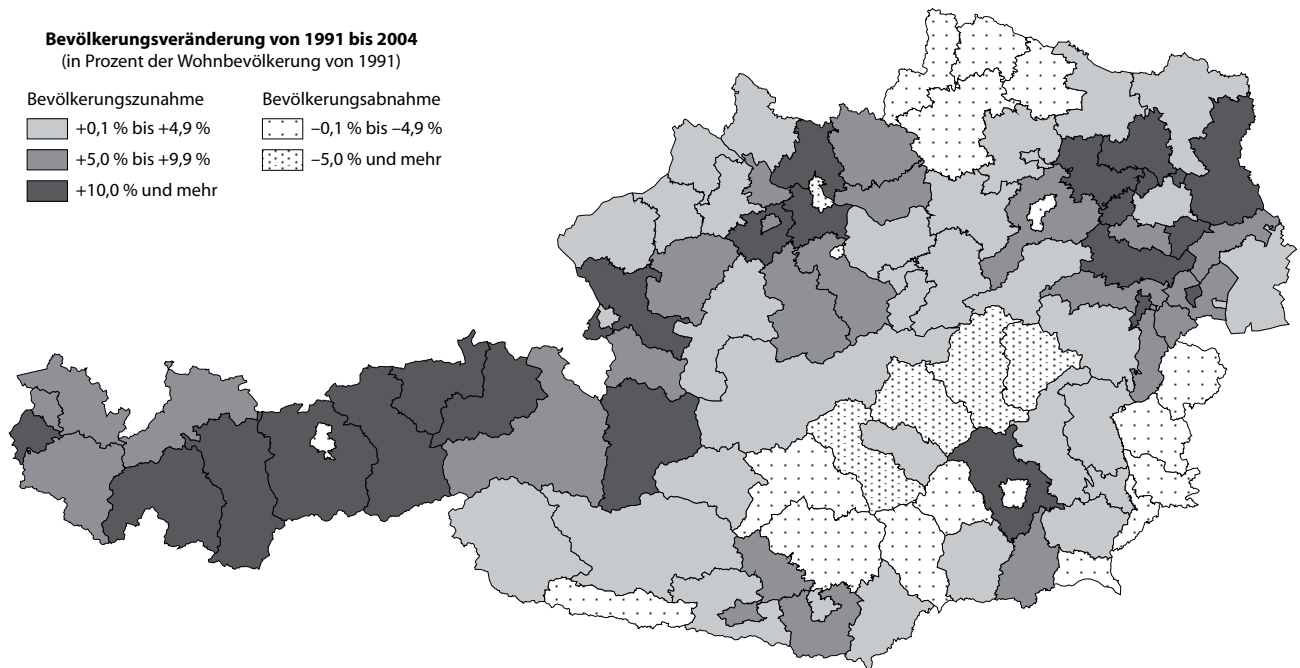 Bevölkerungsveränderung von 1991 bis 2004
(in Prozent der Wohnbevölkerung von 1991)
Bevölkerungszunahme
+0,1 % bis +4,9 %
+5,0 % bis +9,9 %
+10,0 % und mehr
Bevölkerungsabnahme
–0,1 % bis –4,9 %
–5,0 % und mehr